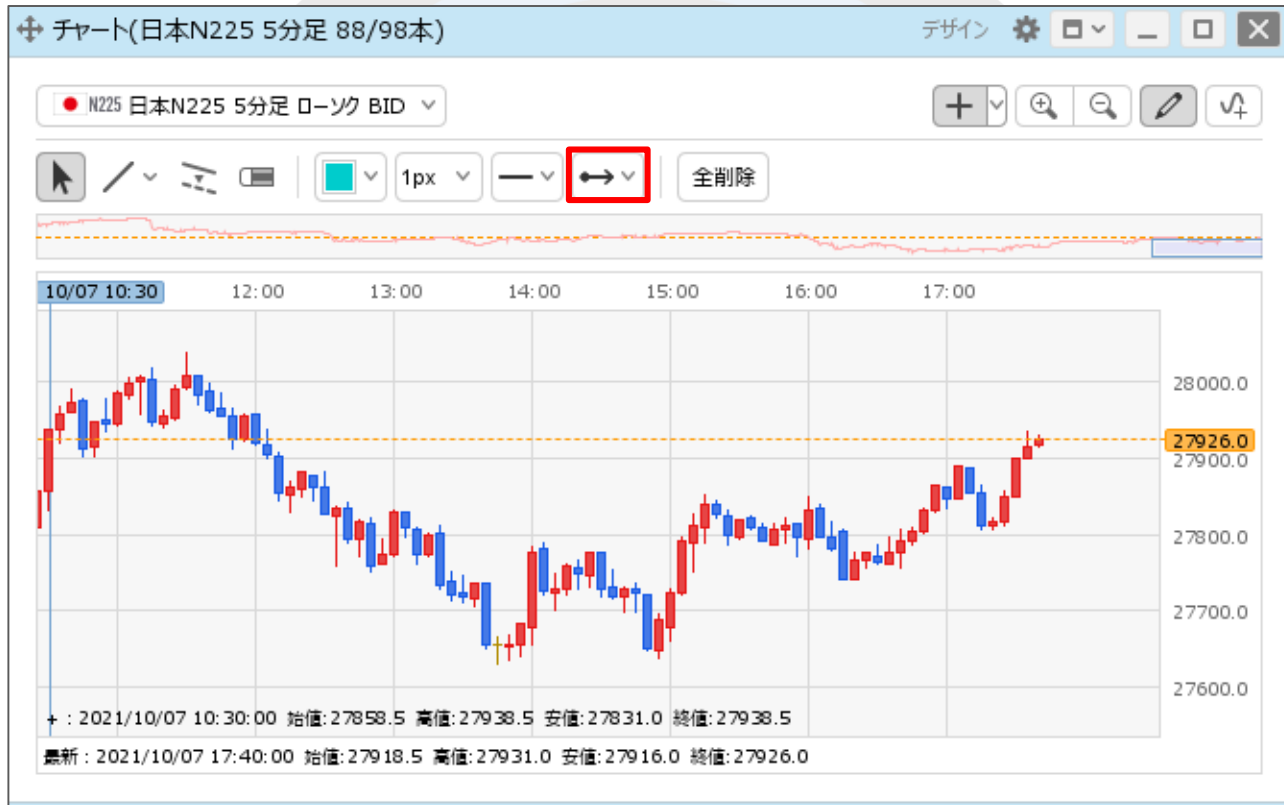 チャート(日本N225 5分足 88/98本) デザイン
N225 日本N225 5分足 ローソク BID
1px 全削除
10/07 10:30 12:00 13:00 14:00 15:00 16:00 17:00
28000.0
27926.0
27900.0
27800.0
27700.0
27600.0
+ : 2021/10/07 10:30:00 始値:27858.5 高値:27938.5 安値:27831.0 終値:27938.5
最新 : 2021/10/07 17:40:00 始値:27918.5 高値:27931.0 安値:27916.0 終値:27926.0